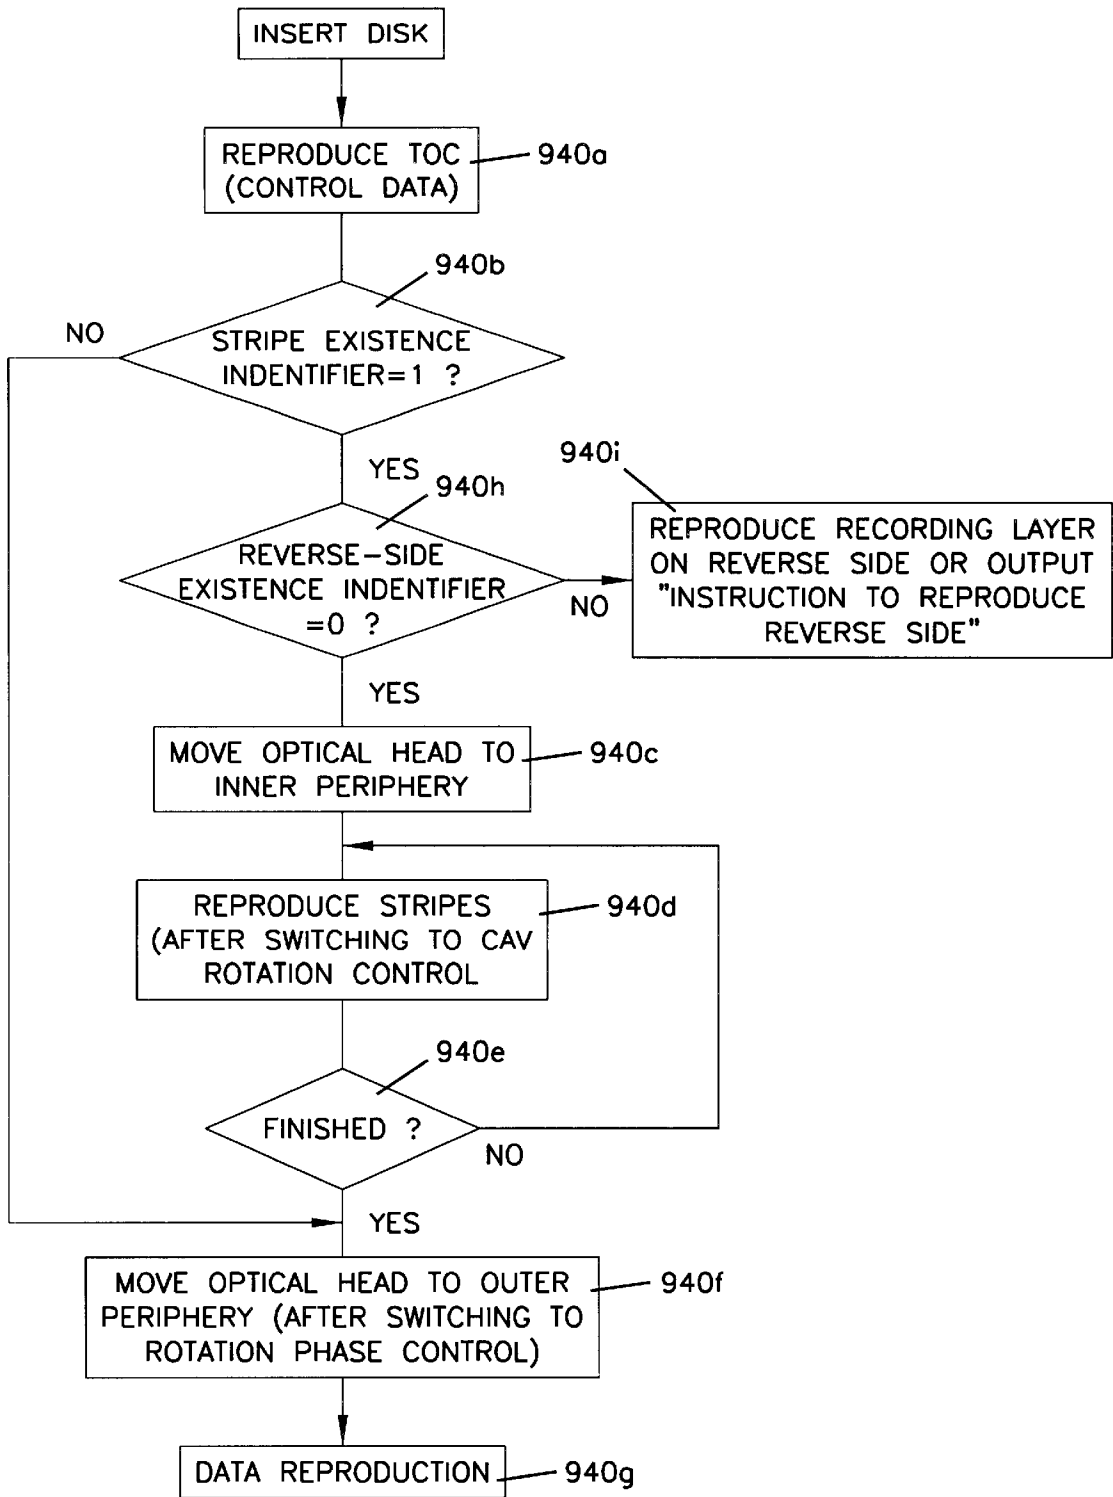 INSERT DISK
REPRODUCE TOC
(CONTROL DATA)
940a
940b
NO
STRIPE EXISTENCE
INDENTIFIER=1 ?
YES
940h
940i
REVERSE-SIDE
EXISTENCE INDENTIFIER
=0 ?
NO
REPRODUCE RECORDING LAYER
ON REVERSE SIDE OR OUTPUT
"INSTRUCTION TO REPRODUCE
REVERSE SIDE"
YES
MOVE OPTICAL HEAD TO
INNER PERIPHERY
940c
REPRODUCE STRIPES
(AFTER SWITCHING TO CAV
ROTATION CONTROL
940d
940e
FINISHED ?
NO
YES
MOVE OPTICAL HEAD TO OUTER
PERIPHERY (AFTER SWITCHING TO
ROTATION PHASE CONTROL)
940f
DATA REPRODUCTION
940g